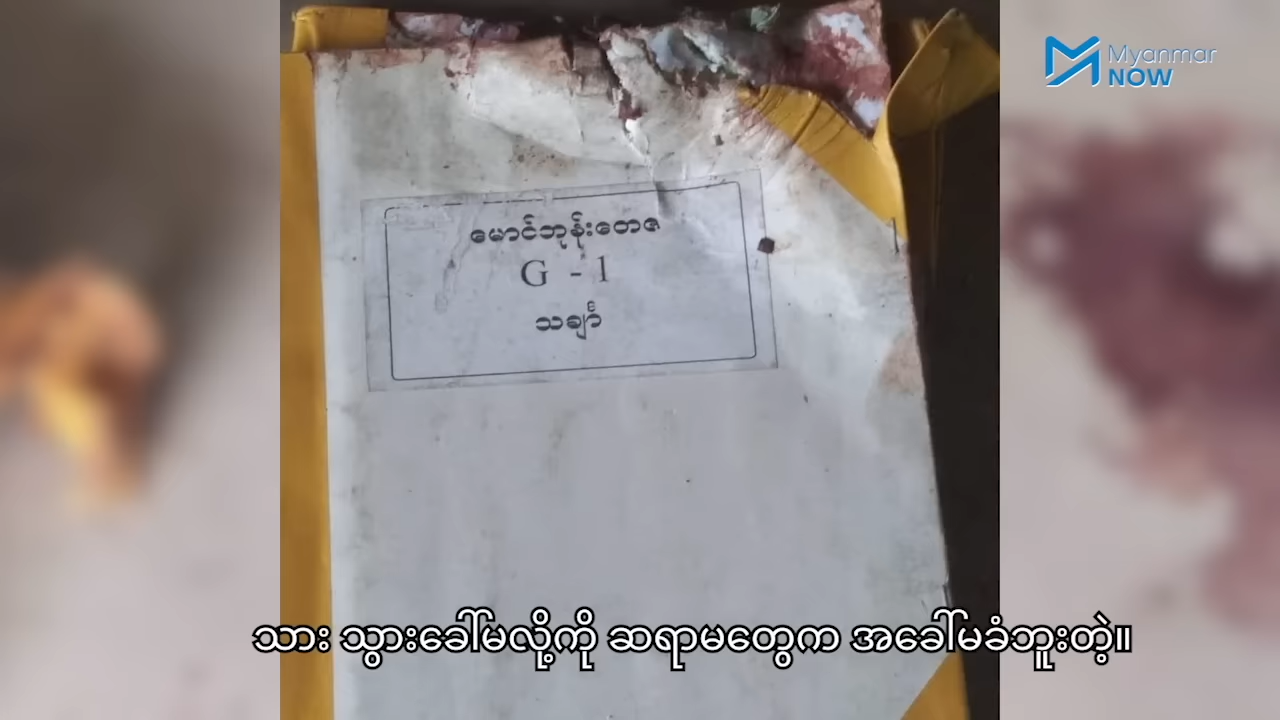 Myanmar
NOW
မောင်ဘုန်းတေဇ
G - 1
သင်္ချာ
သား သွားခေါ်မလို့ကို ဆရာမတွေက အခေါ်မခံဘူးတဲ့။